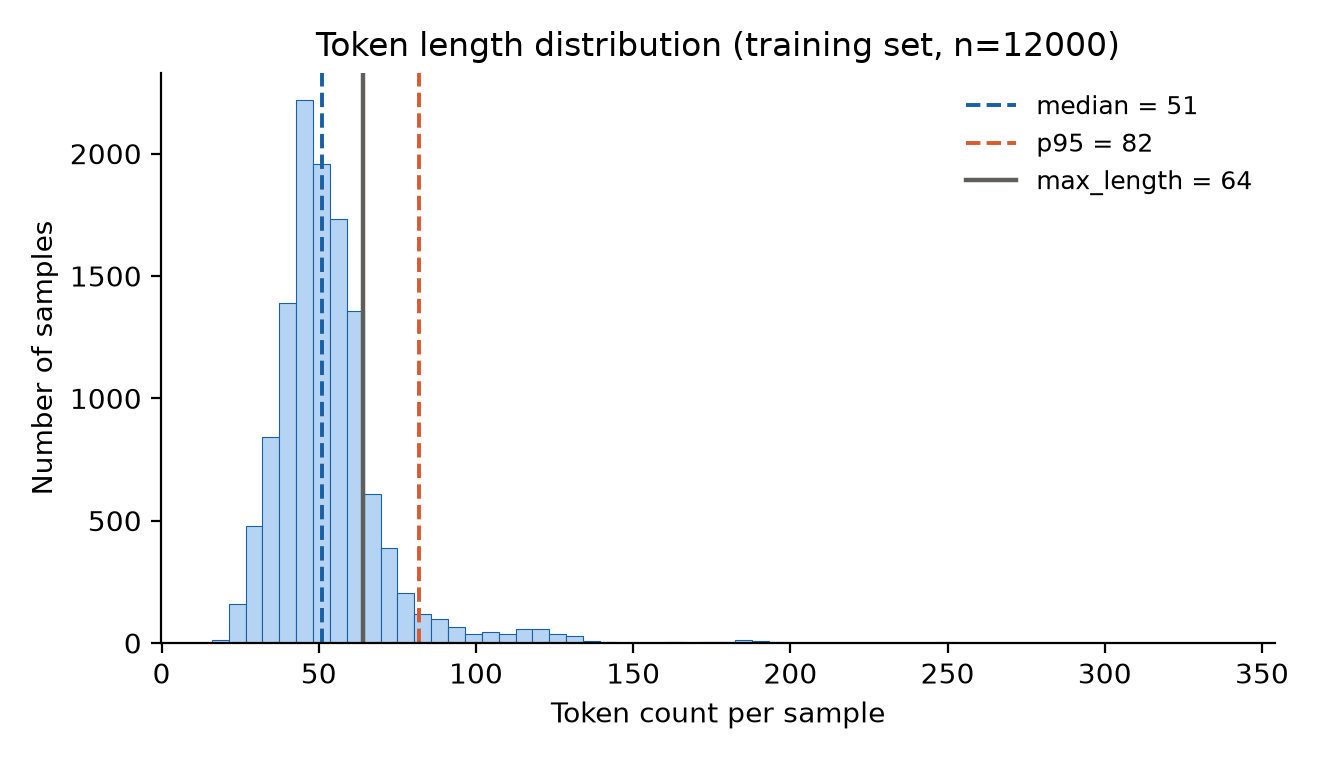 Token length distribution (training set, n=12000)
median = 51
p95 = 82
max_length = 64
Number of samples
2000
1500
1000
500
0
0 50 100 150 200 250 300 350
Token count per sample